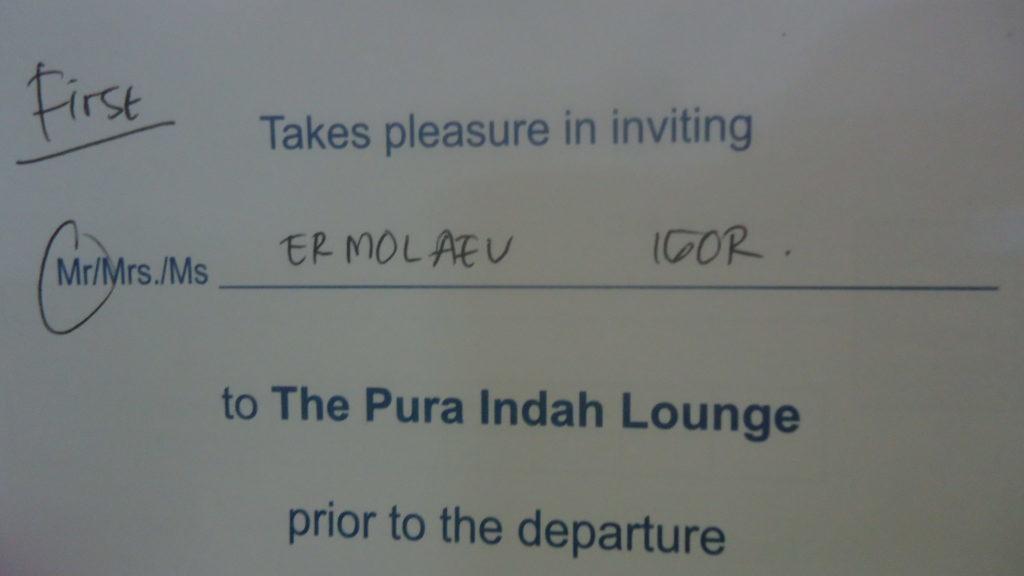 First
Takes pleasure in inviting
Mr/Mrs./Ms ERMOLAEV IGOR.
to The Pura Indah Lounge
prior to the departure